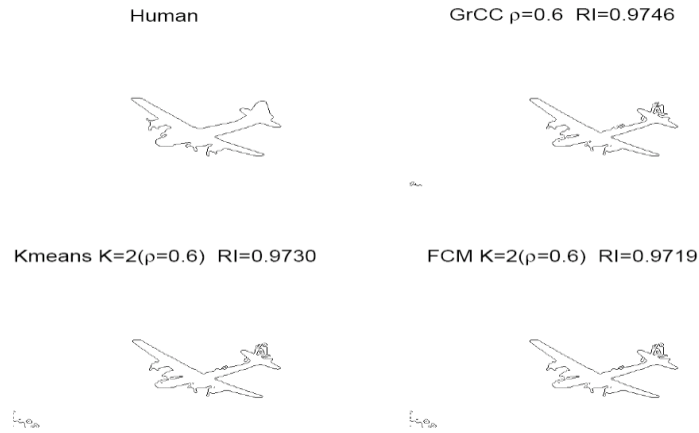 Human
GrCC ρ=0.6 RI=0.9746
Kmeans K=2(ρ=0.6) RI=0.9730
FCM K=2(ρ=0.6) RI=0.9719